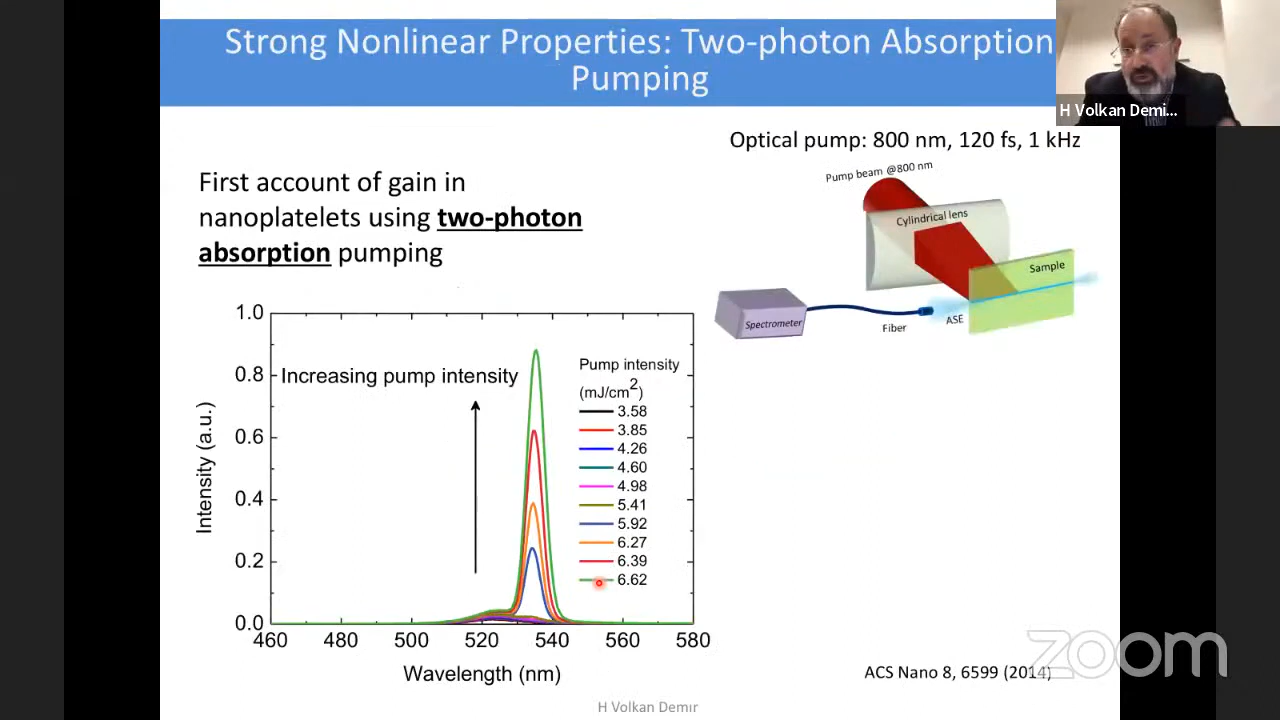 Strong Nonlinear Properties: Two-photon Absorption
Pumping
H Volkan Demi...
Optical pump: 800 nm, 120 fs, 1 kHz
First account of gain in
nanoplatelets using two-photon
absorption pumping
Pump beam @800 nm
Cylindrical lens
Sample
Spectrometer
Fiber
ASE
1.0
0.8
0.6
0.4
0.2
0.0
Intensity (a.u.)
Increasing pump intensity
Pump intensity
(mJ/cm2)
3.58
3.85
4.26
4.60
4.98
5.41
5.92
6.27
6.39
6.62
460 480 500 520 540 560 580
Wavelength (nm)
ACS Nano 8, 6599 (2014)
zoom
H Volkan Demır